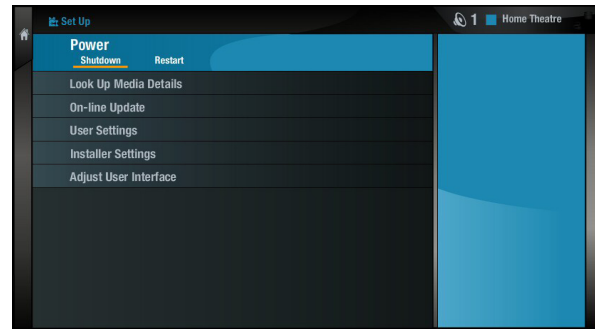 Set Up
1 Home Theatre
Power
Shutdown Restart
Look Up Media Details
On-line Update
User Settings
Installer Settings
Adjust User Interface